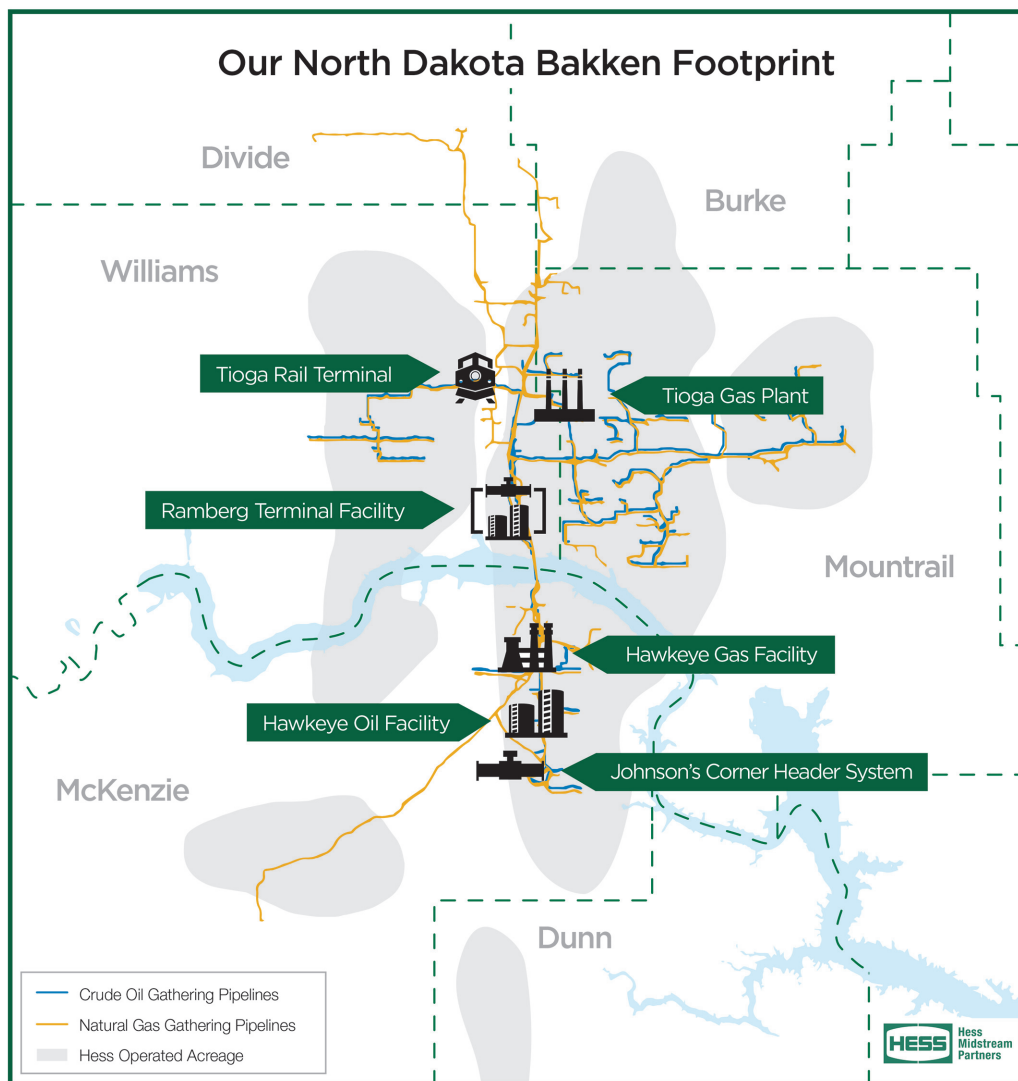 Our North Dakota Bakken Footprint
Divide
Burke
Williams
Tioga Rail Terminal
Tioga Gas Plant
Ramberg Terminal Facility
Mountrail
Hawkeye Gas Facility
Hawkeye Oil Facility
Johnson's Corner Header System
McKenzie
Dunn
Crude Oil Gathering Pipelines
Natural Gas Gathering Pipelines
Hess Operated Acreage
HESS
Hess
Midstream
Partners